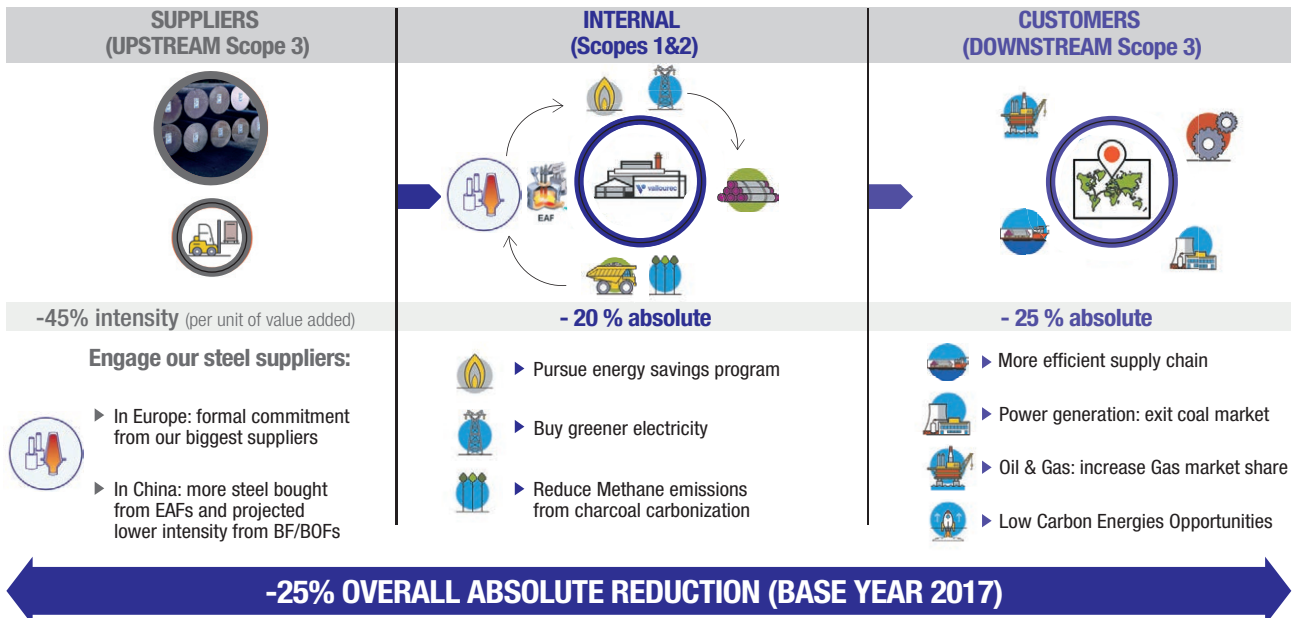 SUPPLIERS
(UPSTREAM Scope 3)
INTERNAL
(Scopes 1&2)
CUSTOMERS
(DOWNSTREAM Scope 3)
vallourec
EAF
-45% intensity (per unit of value added)
- 20 % absolute
- 25 % absolute
Engage our steel suppliers:
In Europe: formal commitment
from our biggest suppliers
In China: more steel bought
from EAFs and projected
lower intensity from BF/BOFs
Pursue energy savings program
Buy greener electricity
Reduce Methane emissions
from charcoal carbonization
More efficient supply chain
Power generation: exit coal market
Oil & Gas: increase Gas market share
Low Carbon Energies Opportunities
-25% OVERALL ABSOLUTE REDUCTION (BASE YEAR 2017)